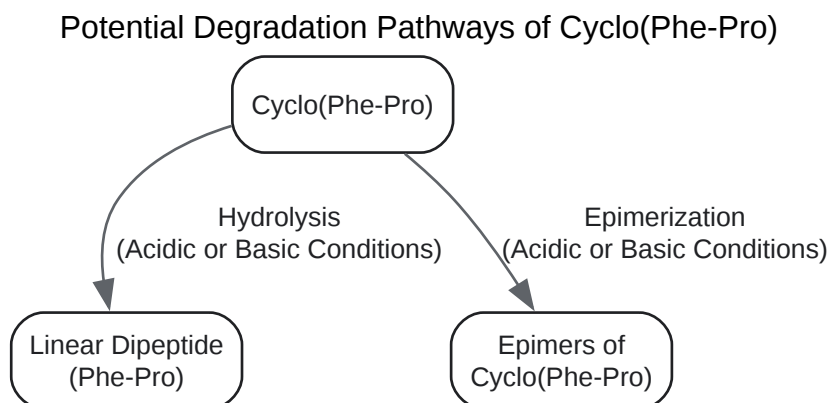 Potential Degradation Pathways of Cyclo(Phe-Pro)
Cyclo(Phe-Pro)
Hydrolysis
(Acidic or Basic Conditions)
Epimerization
(Acidic or Basic Conditions)
Linear Dipeptide
(Phe-Pro)
Epimers of
Cyclo(Phe-Pro)